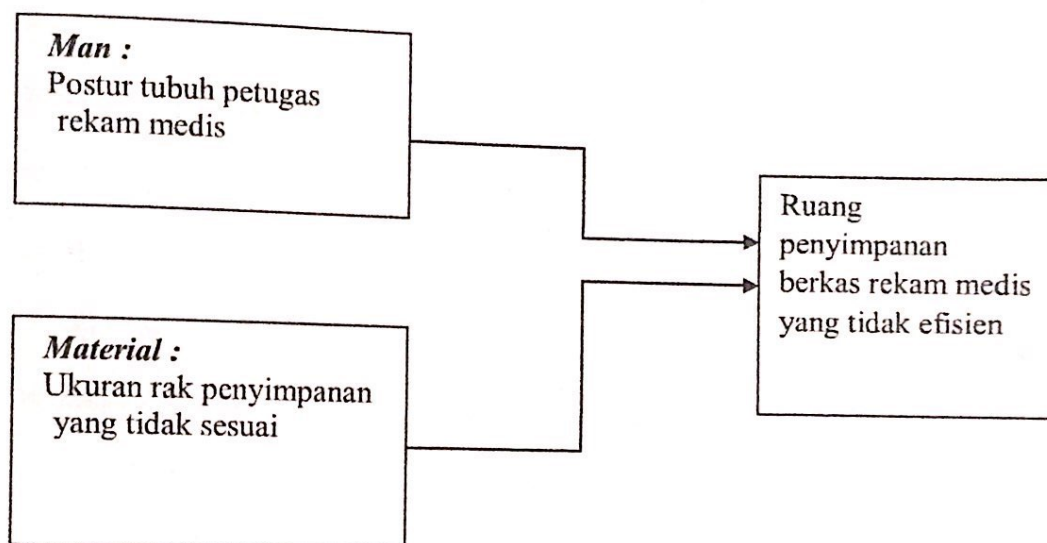 Man :
Postur tubuh petugas
rekam medis
Material :
Ukuran rak penyimpanan
yang tidak sesuai
Ruang
penyimpanan
berkas rekam medis
yang tidak efisien